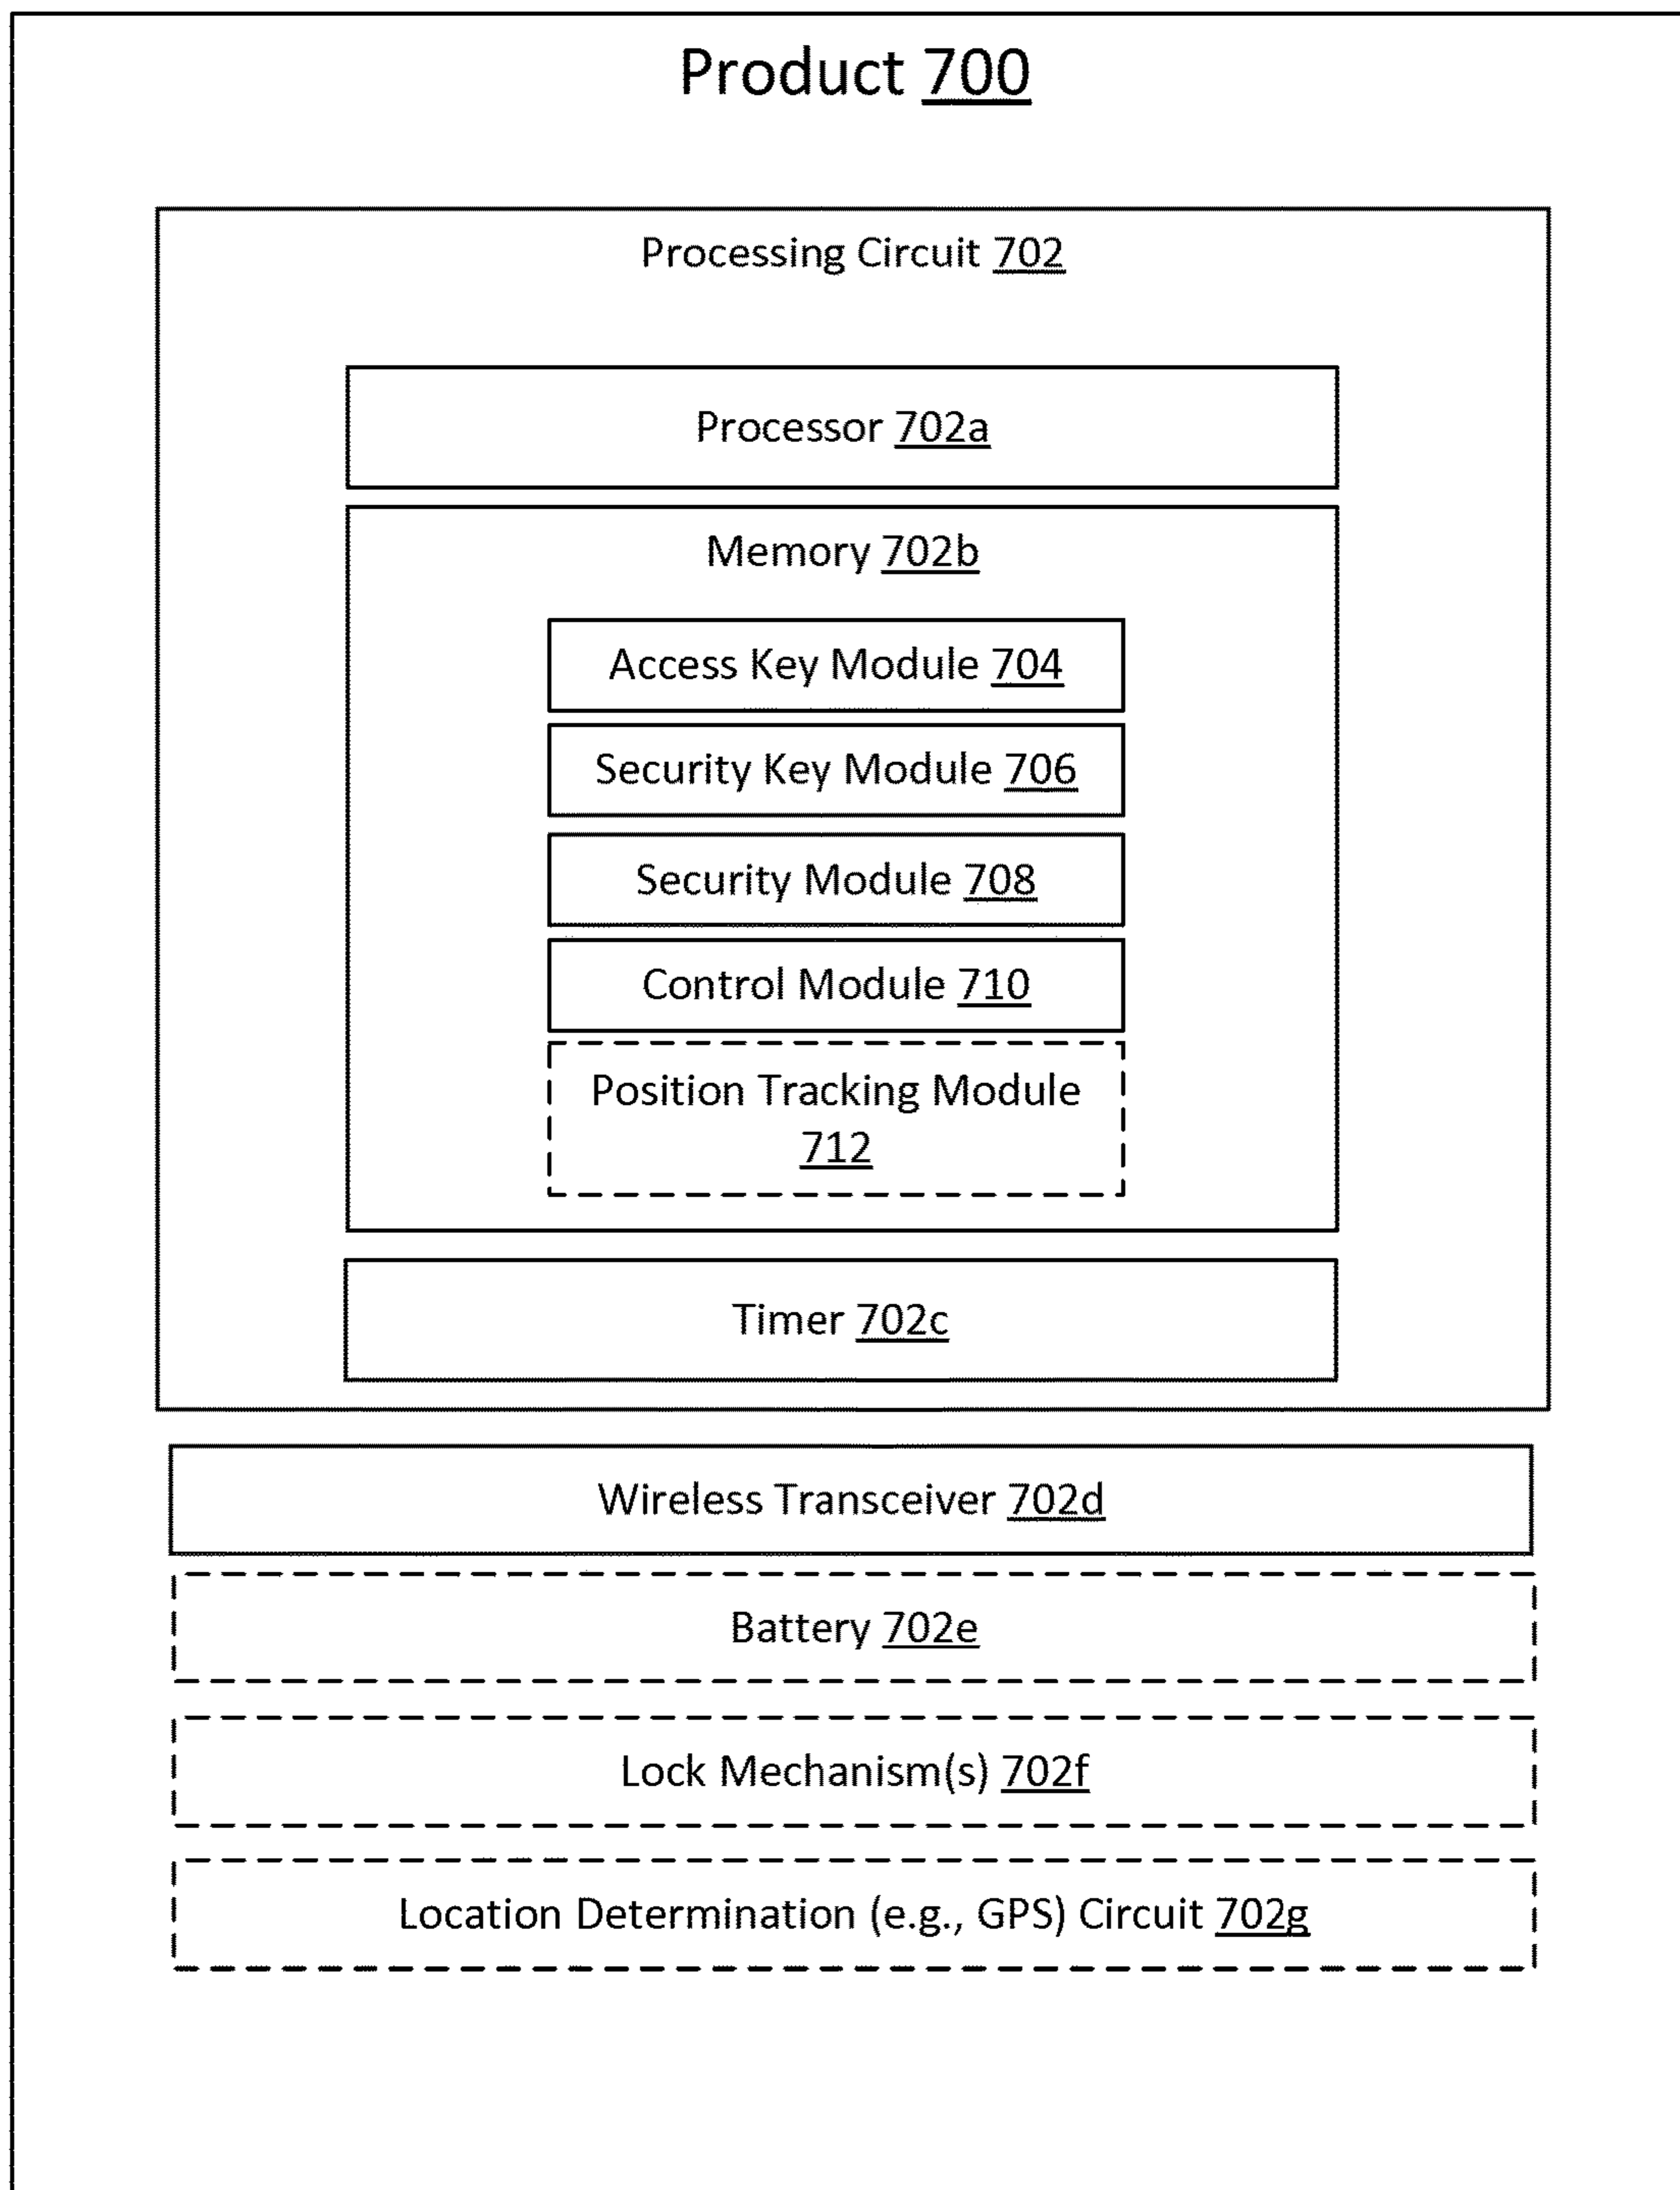 Product 700
Processing Circuit 702
Processor 702a
Memory 702b
Access Key Module 704
Security Key Module 706
Security Module 708
Control Module 710
Position Tracking Module
712
Timer 702c
Wireless Transceiver 702d
Battery 702e
Lock Mechanism(s) 702f
Location Determination (e.g., GPS) Circuit 702g